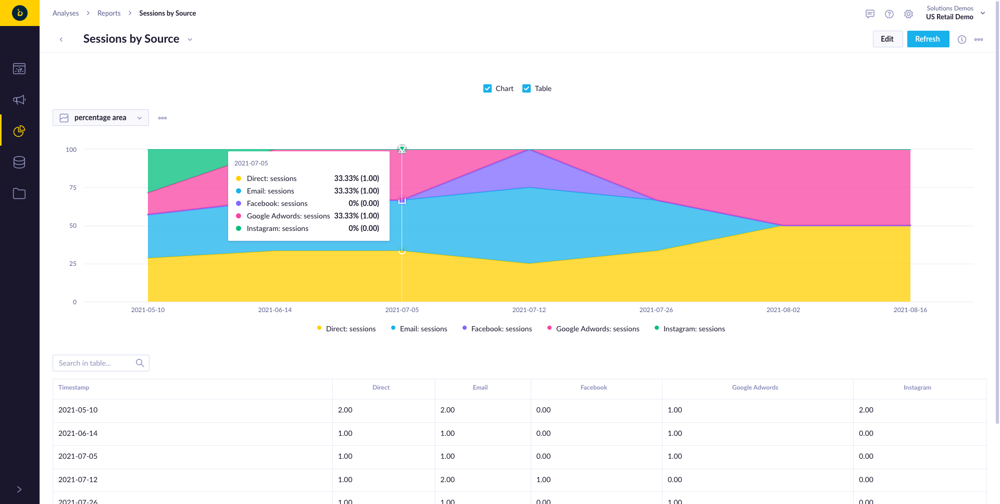 Analyses > Reports > Sessions by Source
Solutions Demos
US Retail Demo
Sessions by Source
Edit
Refresh
Chart
Table
percentage area
100
75
50
25
0
2021-07-05
Direct: sessions 33.33% (1.00)
Email: sessions 33.33% (1.00)
Facebook: sessions 0% (0.00)
Google Adwords: sessions 33.33% (1.00)
Instagram: sessions 0% (0.00)
2021-05-10 2021-06-14 2021-07-05 2021-07-12 2021-07-26 2021-08-02 2021-08-16
Direct: sessions Email: sessions Facebook: sessions Google Adwords: sessions Instagram: sessions
Search in table...
Timestamp Direct Email Facebook Google Adwords Instagram
2021-05-10 2.00 2.00 0.00 1.00 2.00
2021-06-14 1.00 1.00 0.00 1.00 0.00
2021-07-05 1.00 1.00 0.00 1.00 0.00
2021-07-12 1.00 2.00 1.00 0.00 0.00
2021-07-26 1.00 1.00 0.00 1.00 0.00